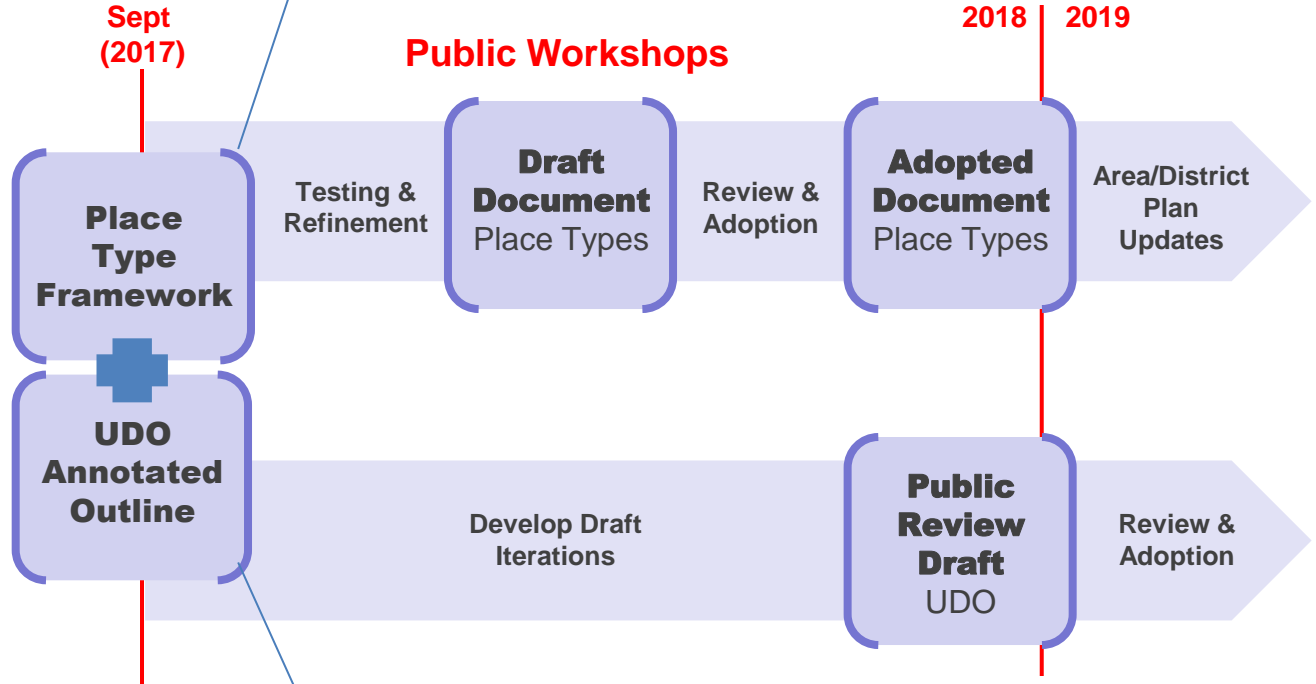 Sept
(2017)
Public Workshops
2018
2019
Place
Type
Framework
Testing &
Refinement
Draft
Document
Place Types
Review &
Adoption
Adopted
Document
Place Types
Area/District
Plan
Updates
UDO
Annotated
Outline
Develop Draft
Iterations
Public
Review
Draft
UDO
Review &
Adoption